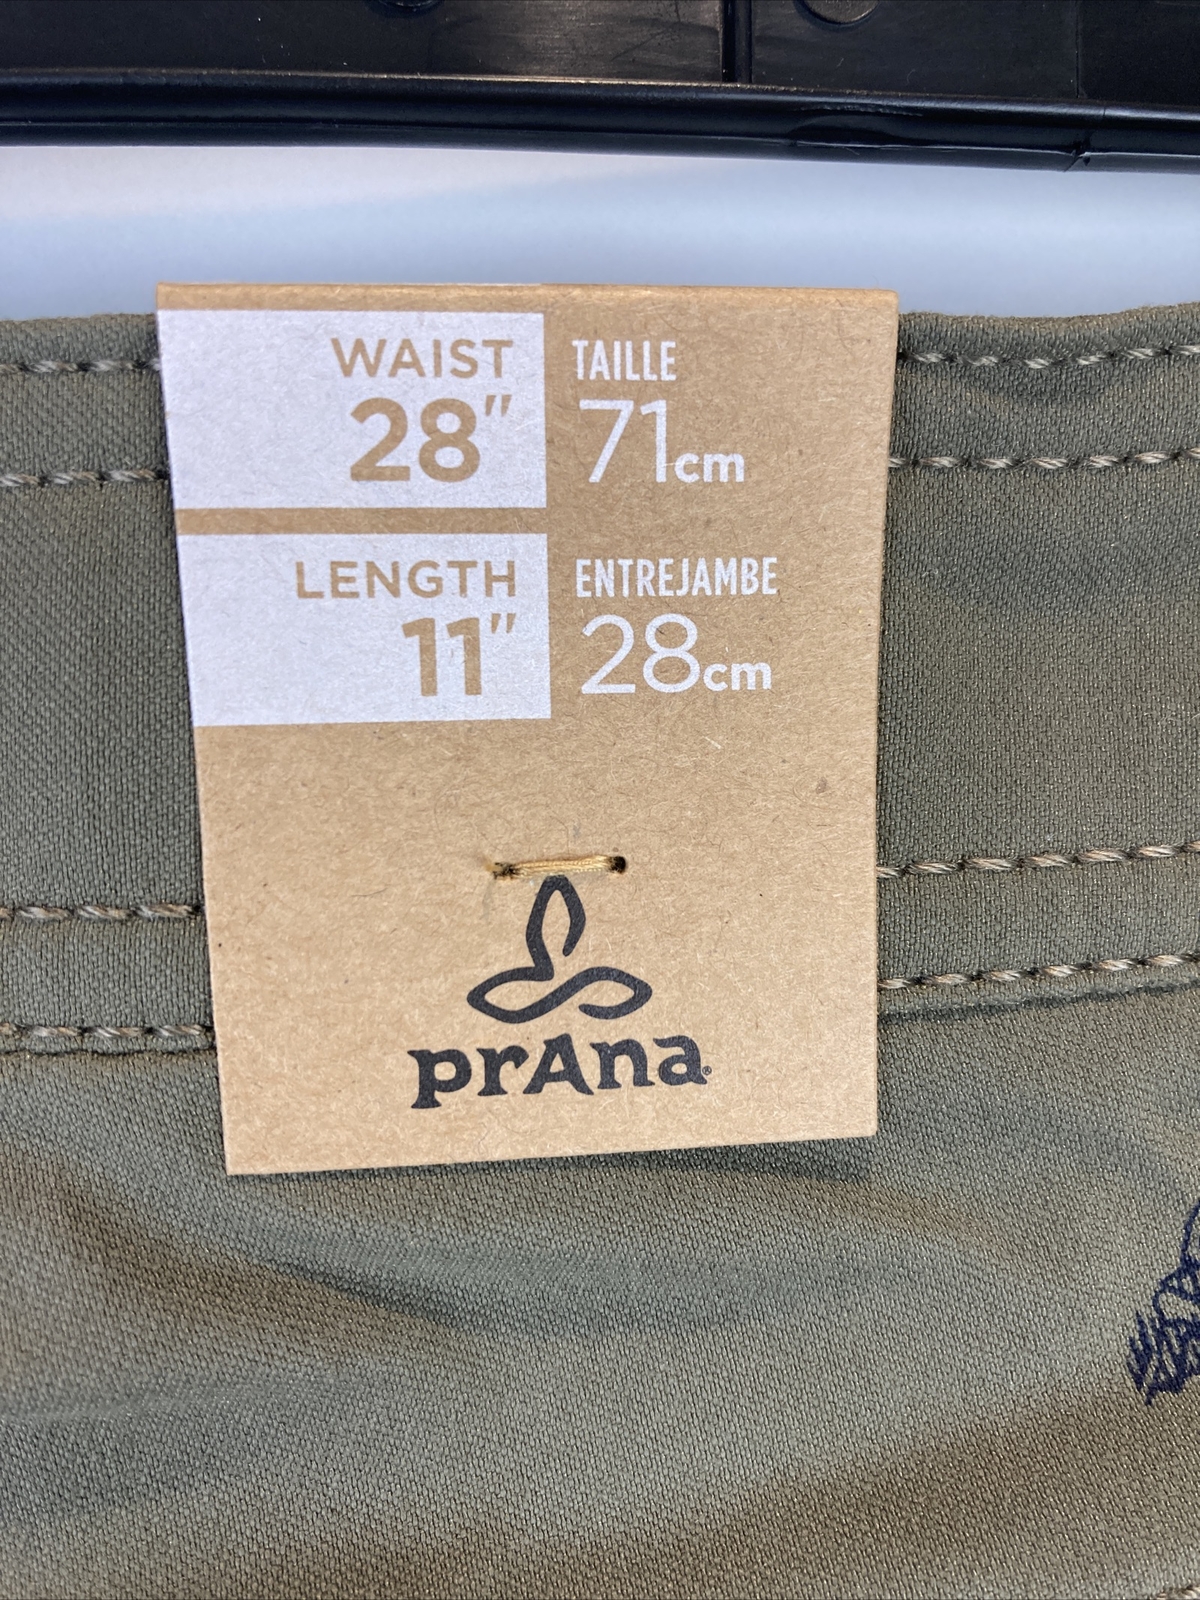 WAIST
28"
TAILLE
71cm
LENGTH
11"
ENTREJAMBE
28cm
prAna®